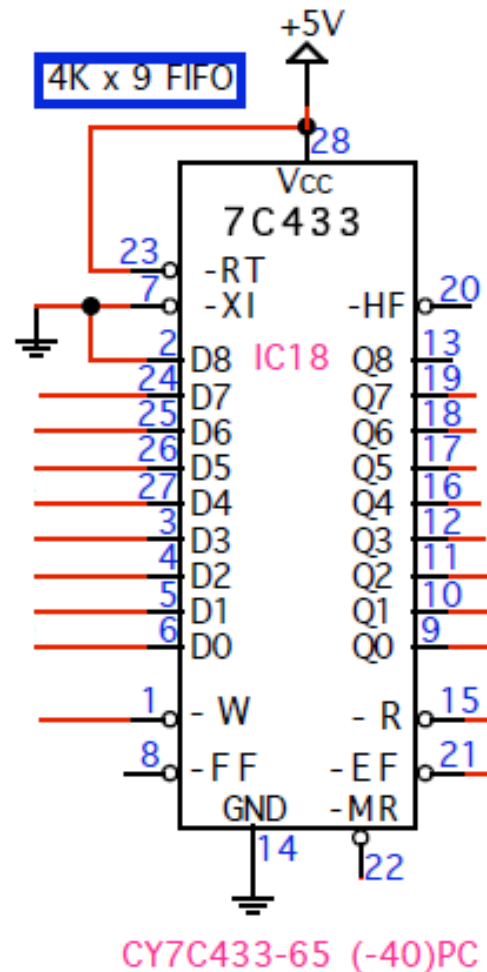 +5V
4K x 9 FIFO
28
Vcc
7C433
23 -RT
7 -XI -HF 20
2 D8 IC18 Q8 13
24 D7 Q7 19
25 D6 Q6 18
26 D5 Q5 17
27 D4 Q4 16
3 D3 Q3 12
4 D2 Q2 11
5 D1 Q1 10
6 D0 Q0 9
1 - W - R 15
8 -FF -EF 21
GND -MR
14 22
CY7C433-65 (-40)PC